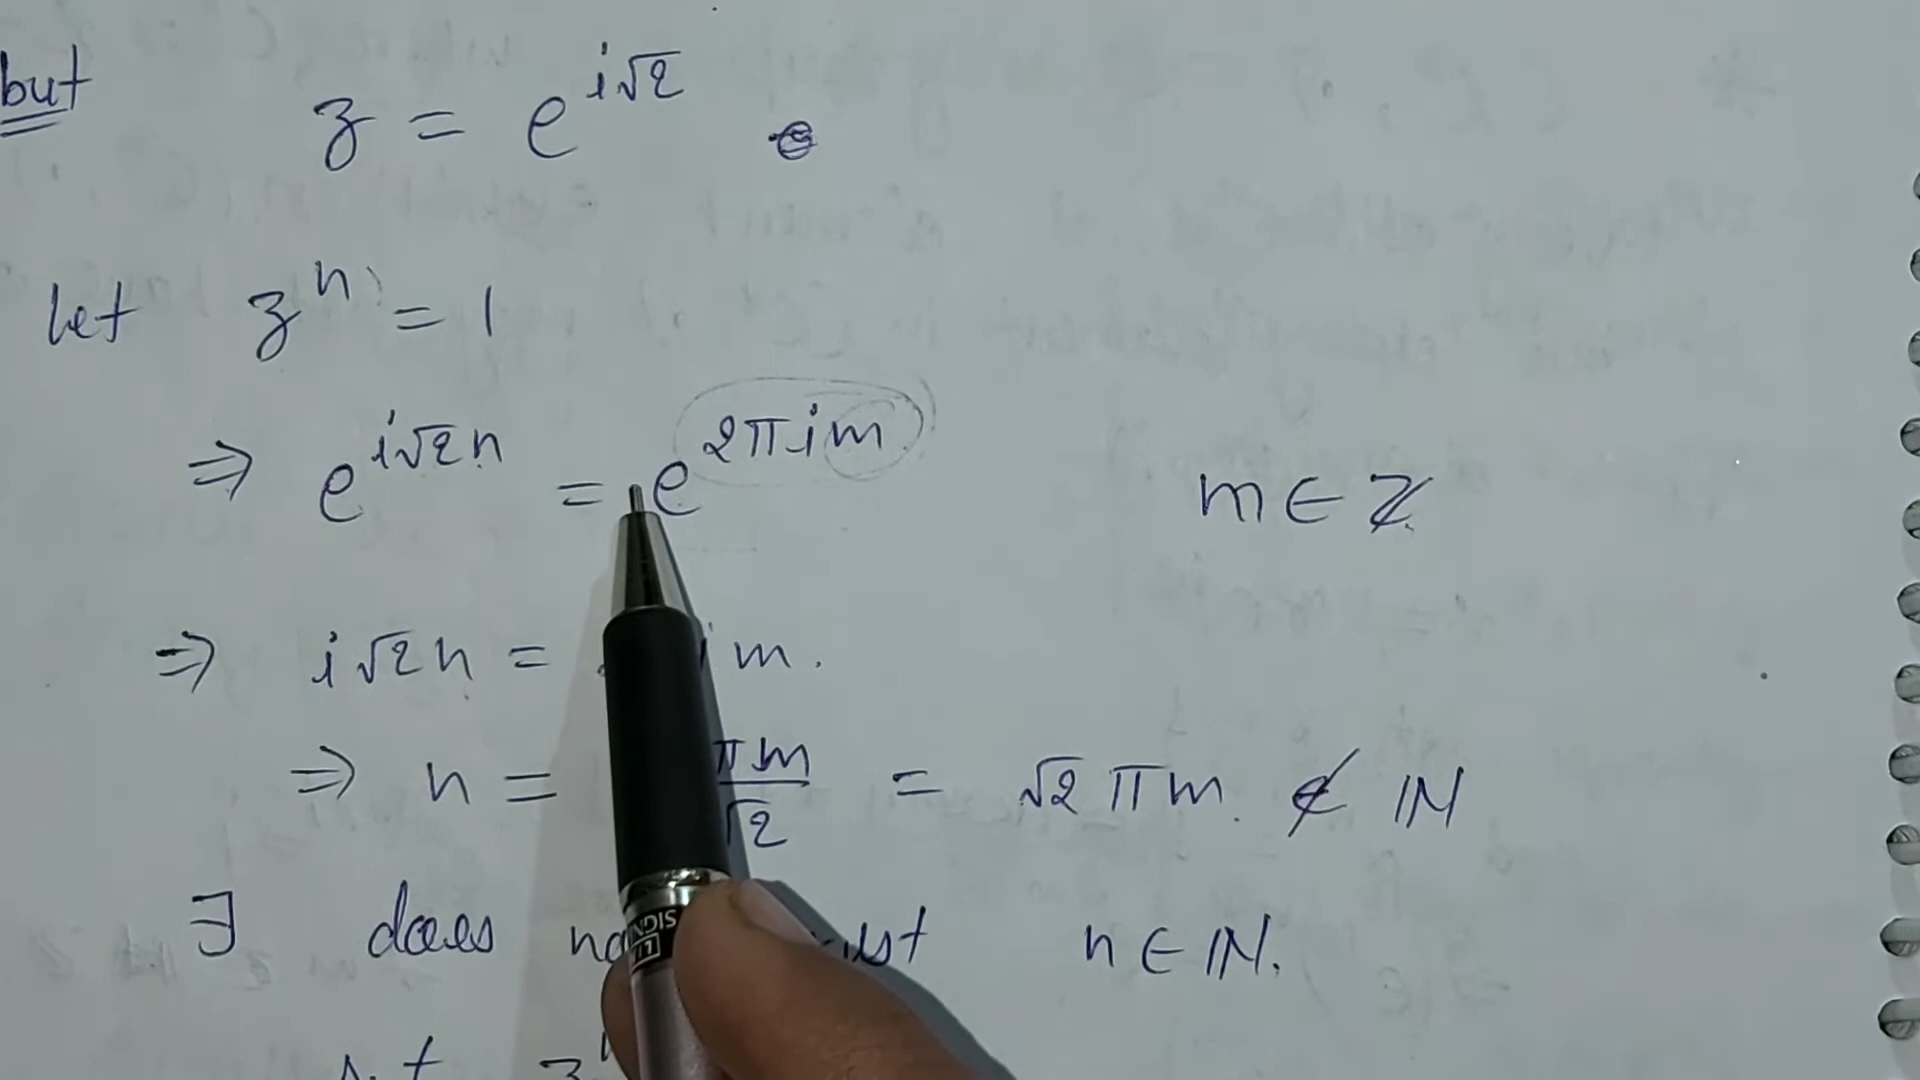 but z = e^{i√2}
let z^n = 1
⇒ e^{i√2n} = e^{2πim} m ∈ ℤ
⇒ i√2n = im.
⇒ n = πm/√2 = √2πm. ∉ ℕ
∃ does n ∈ ℕ.